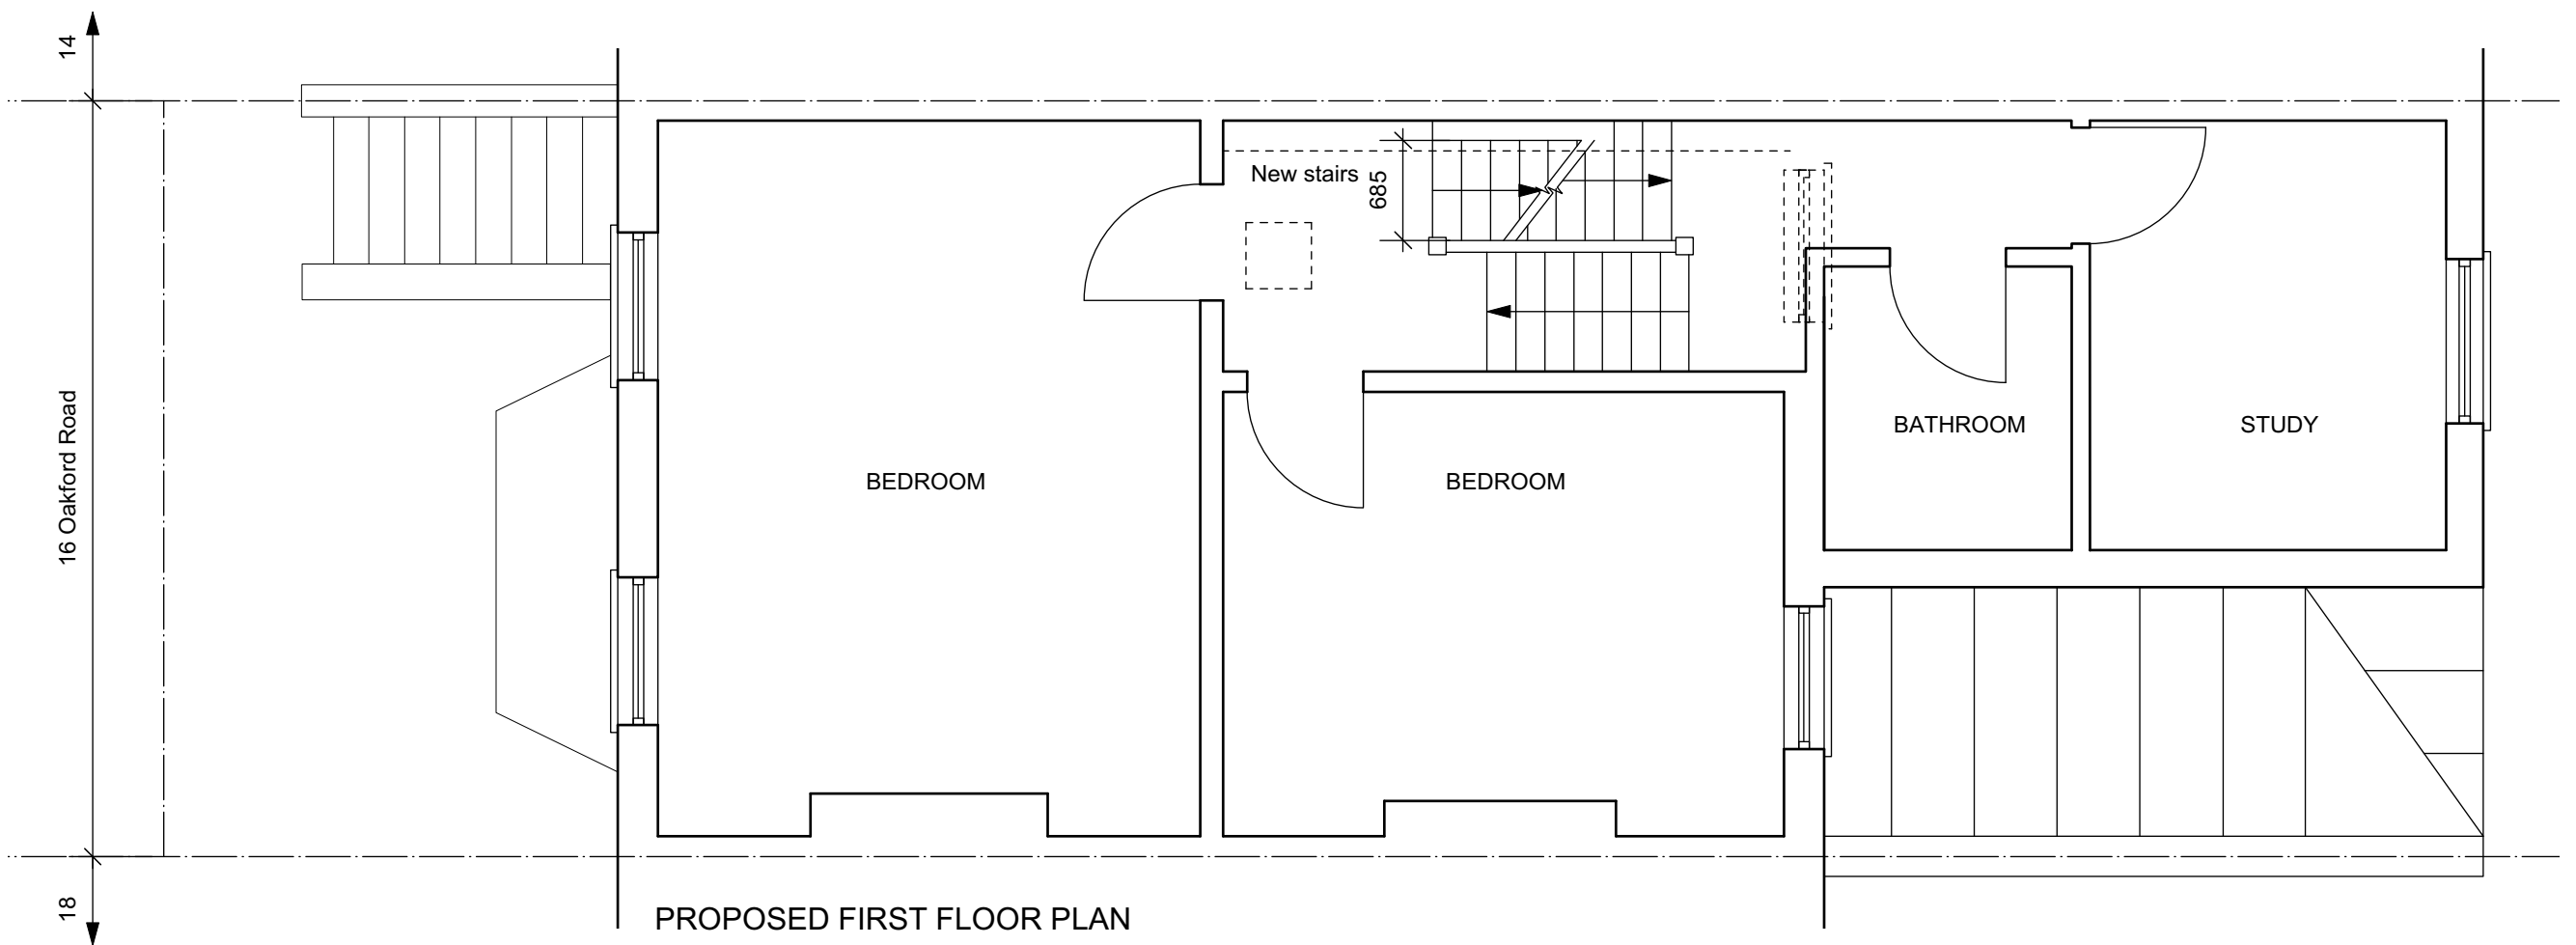 14
16 Oakford Road
18
New stairs
685
BEDROOM
BEDROOM
BATHROOM
STUDY
PROPOSED FIRST FLOOR PLAN